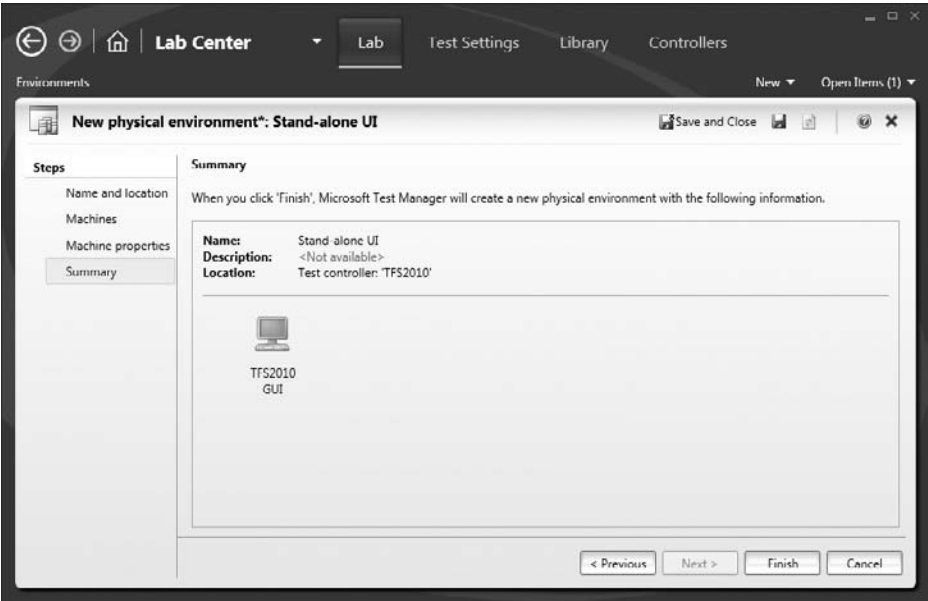 Lab Center Lab Test Settings Library Controllers
Environments New Open Items (1)
New physical environment*: Stand-alone UI Save and Close
Steps
Name and location
Machines
Machine properties
Summary
Summary
When you click 'Finish', Microsoft Test Manager will create a new physical environment with the following information.
Name: Stand-alone UI
Description: <Not available>
Location: Test controller: 'TFS2010'
TFS2010
GUI
< Previous Next > Finish Cancel